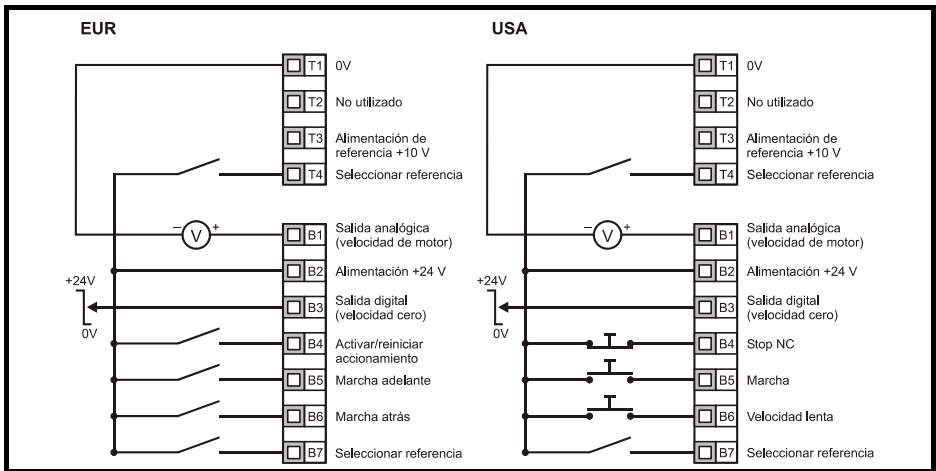 EUR
T1 0V
T2 No utilizado
T3 Alimentación de
referencia +10 V
T4 Seleccionar referencia
– V +
B1 Salida analógica
(velocidad de motor)
B2 Alimentación +24 V
+24V
0V
B3 Salida digital
(velocidad cero)
B4 Activar/reiniciar
accionamiento
B5 Marcha adelante
B6 Marcha atrás
B7 Seleccionar referencia
USA
T1 0V
T2 No utilizado
T3 Alimentación de
referencia +10 V
T4 Seleccionar referencia
– V +
B1 Salida analógica
(velocidad de motor)
B2 Alimentación +24 V
+24V
0V
B3 Salida digital
(velocidad cero)
B4 Stop NC
B5 Marcha
B6 Velocidad lenta
B7 Seleccionar referencia